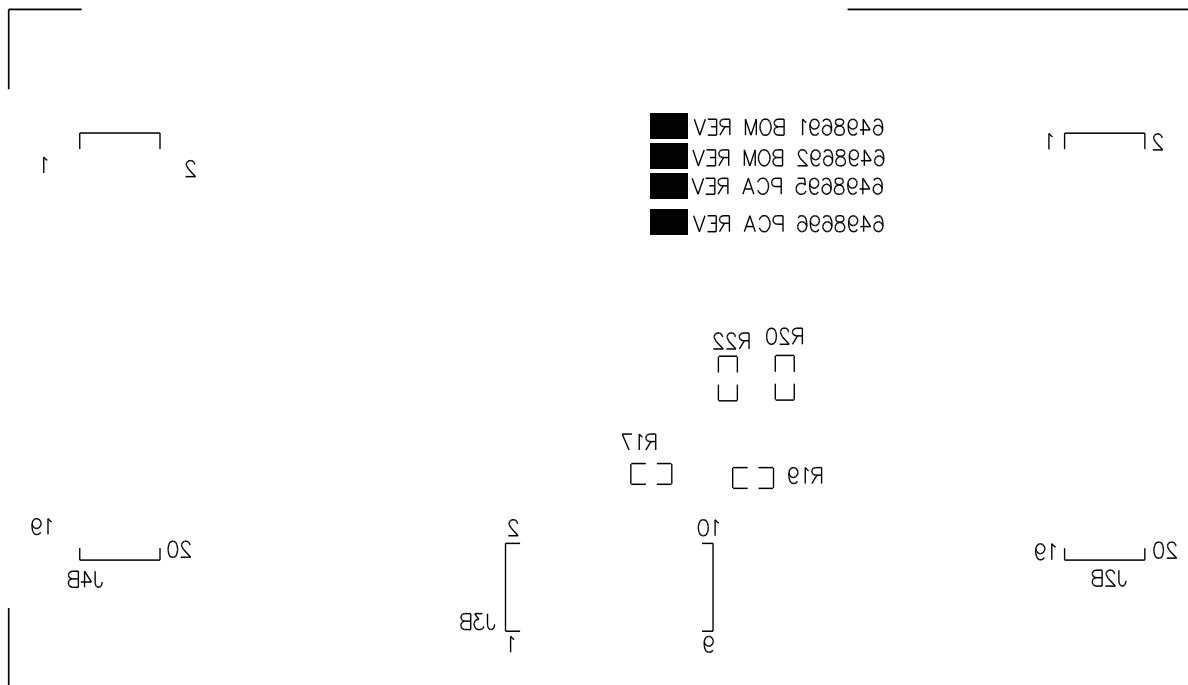 6498691 BOM REV
6498692 BOM REV
6498695 PCA REV
6498696 PCA REV
1
2
1
2
R22
R20
R17
R19
19
20
J4B
2
10
J3B
1
9
19
20
J2B